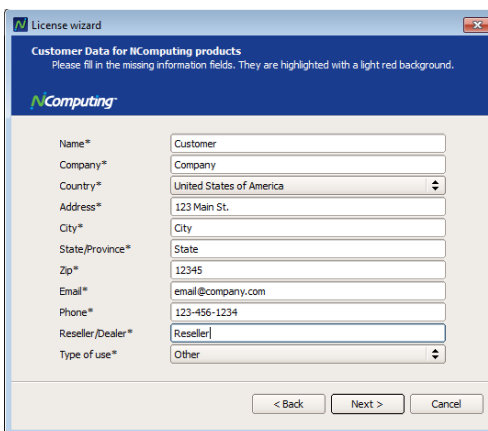 License wizard
Customer Data for NComputing products
Please fill in the missing information fields. They are highlighted with a light red background.
NComputing
Name* Customer
Company* Company
Country* United States of America
Address* 123 Main St.
City* City
State/Province* State
Zip* 12345
Email* email@company.com
Phone* 123-456-1234
Reseller/Dealer* Reseller
Type of use* Other
< Back Next > Cancel